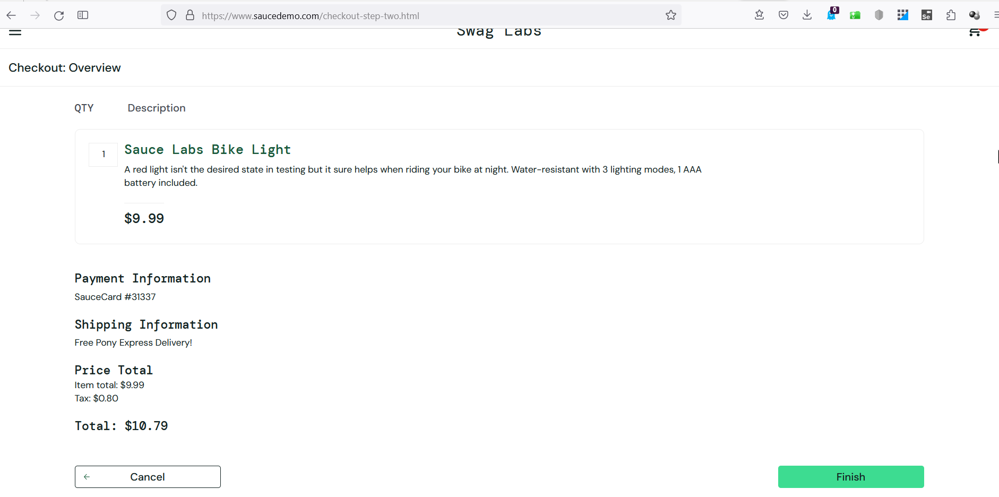 https://www.saucedemo.com/checkout-step-two.html
0
Se
Swag Labs
Checkout: Overview
QTY Description
1
Sauce Labs Bike Light
A red light isn't the desired state in testing but it sure helps when riding your bike at night. Water-resistant with 3 lighting modes, 1 AAA
battery included.
$9.99
Payment Information
SauceCard #31337
Shipping Information
Free Pony Express Delivery!
Price Total
Item total: $9.99
Tax: $0.80
Total: $10.79
Cancel
Finish